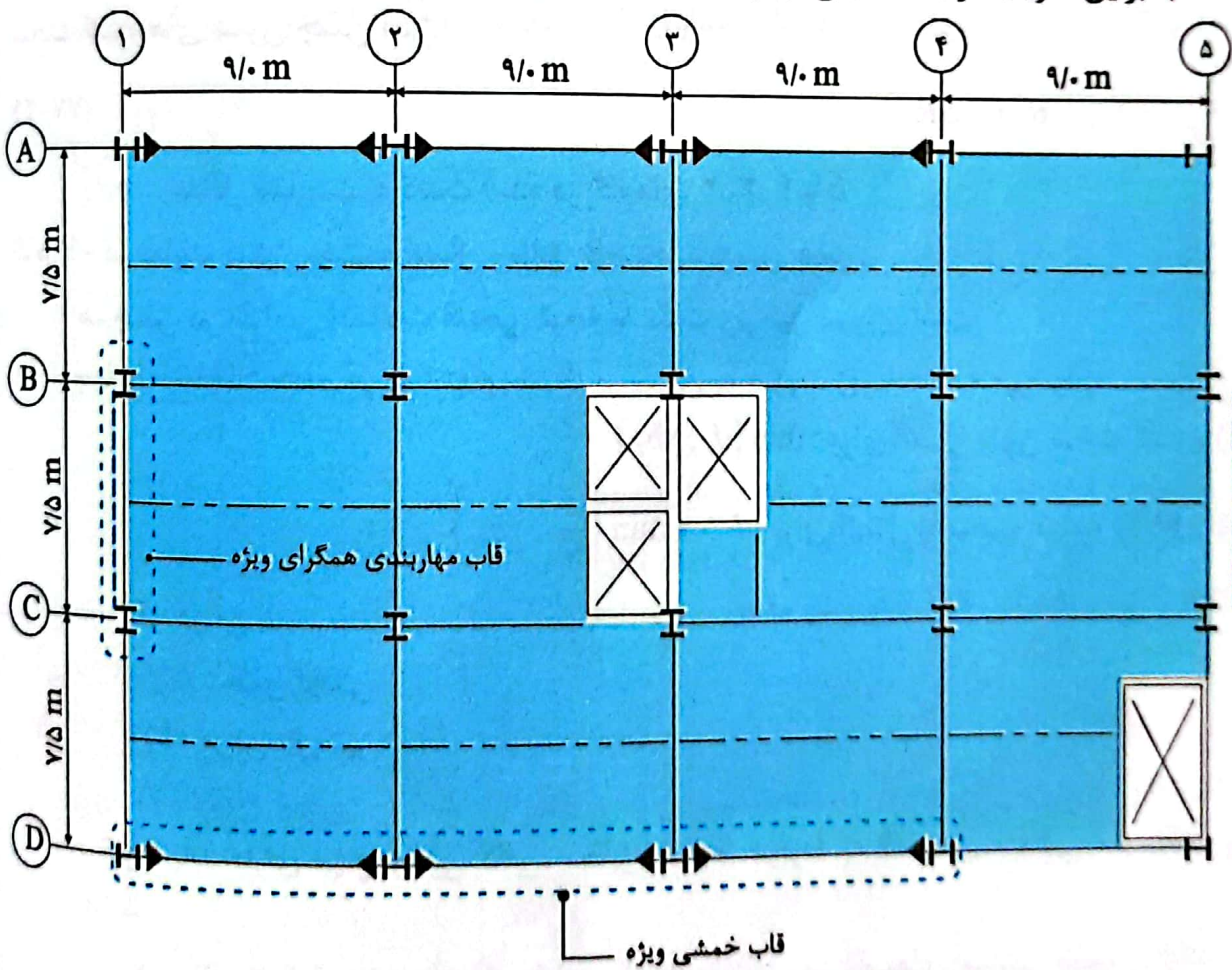 ۱ ۲ ۳ ۴ ۵
۹/۰ m ۹/۰ m ۹/۰ m ۹/۰ m
A
۷/۵ m
B
۷/۵ m
قاب مهاربندی همگرای ویژه
C
۷/۵ m
D
قاب خمشی ویژه